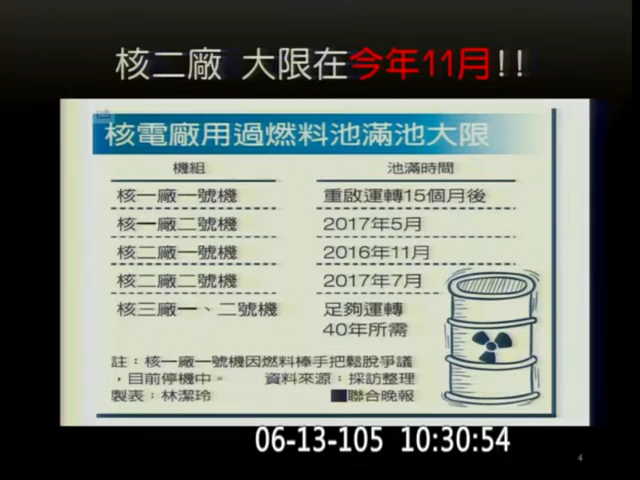 核二廠 大限在今年11月!!
核電廠用過燃料池滿池大限
機組 池滿時間
核一廠一號機 重啟運轉15個月後
核一廠二號機 2017年5月
核二廠一號機 2016年11月
核二廠二號機 2017年7月
核三廠一、二號機 足夠運轉
40年所需
註：核一廠一號機因燃料棒手把鬆脫爭議
，目前停機中。 資料來源：採訪整理
製表：林潔玲 聯合晚報
06-13-105 10:30:54
4